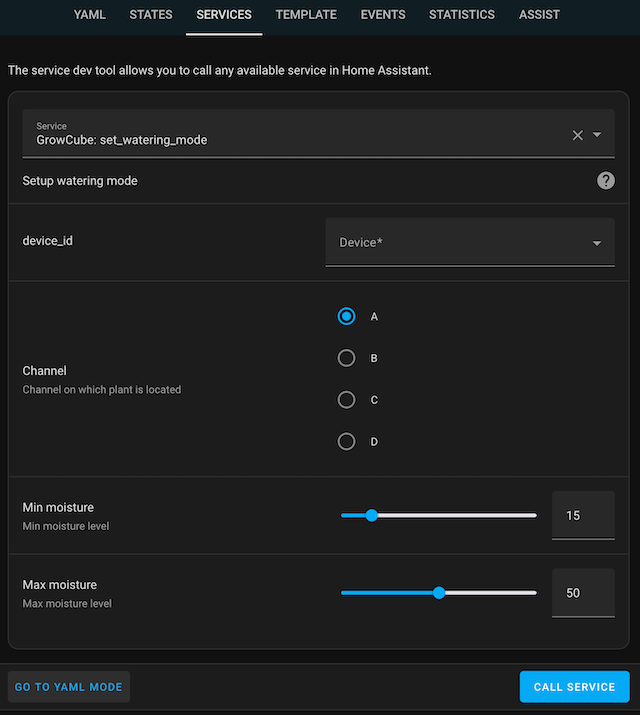 YAML STATES SERVICES TEMPLATE EVENTS STATISTICS ASSIST
The service dev tool allows you to call any available service in Home Assistant.
Service
GrowCube: set_watering_mode
Setup watering mode
device_id
Device*
A
B
Channel
Channel on which plant is located
C
D
Min moisture
Min moisture level
15
Max moisture
Max moisture level
50
GO TO YAML MODE CALL SERVICE